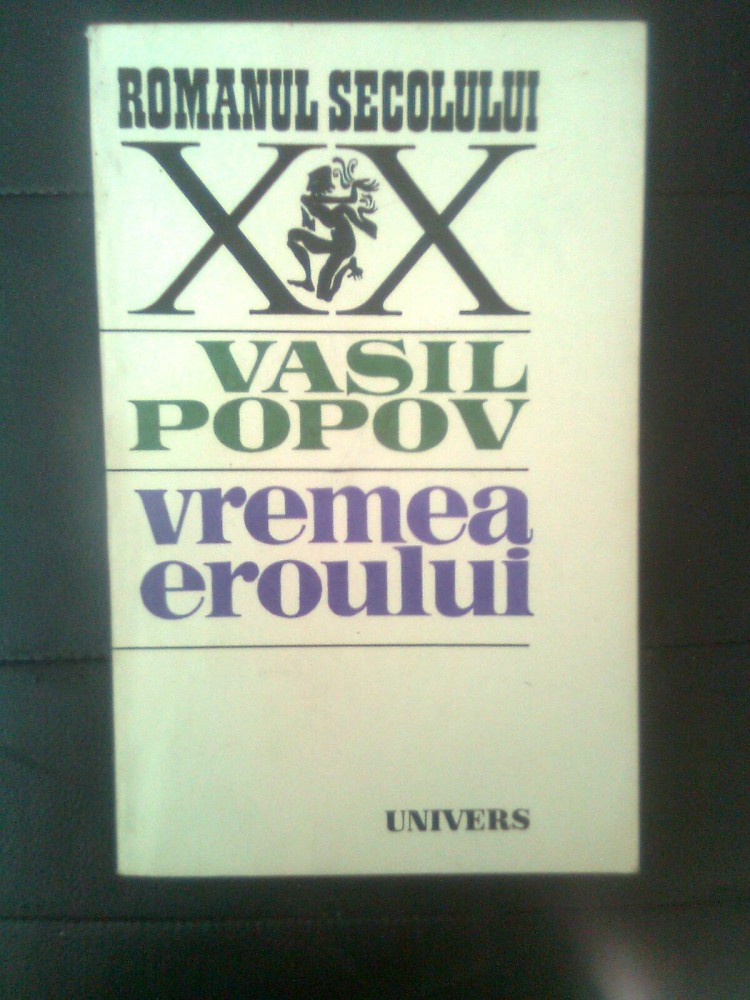 ROMANUL SECOLULUI
XX
VASIL
POPOV
vremea
eroului
UNIVERS